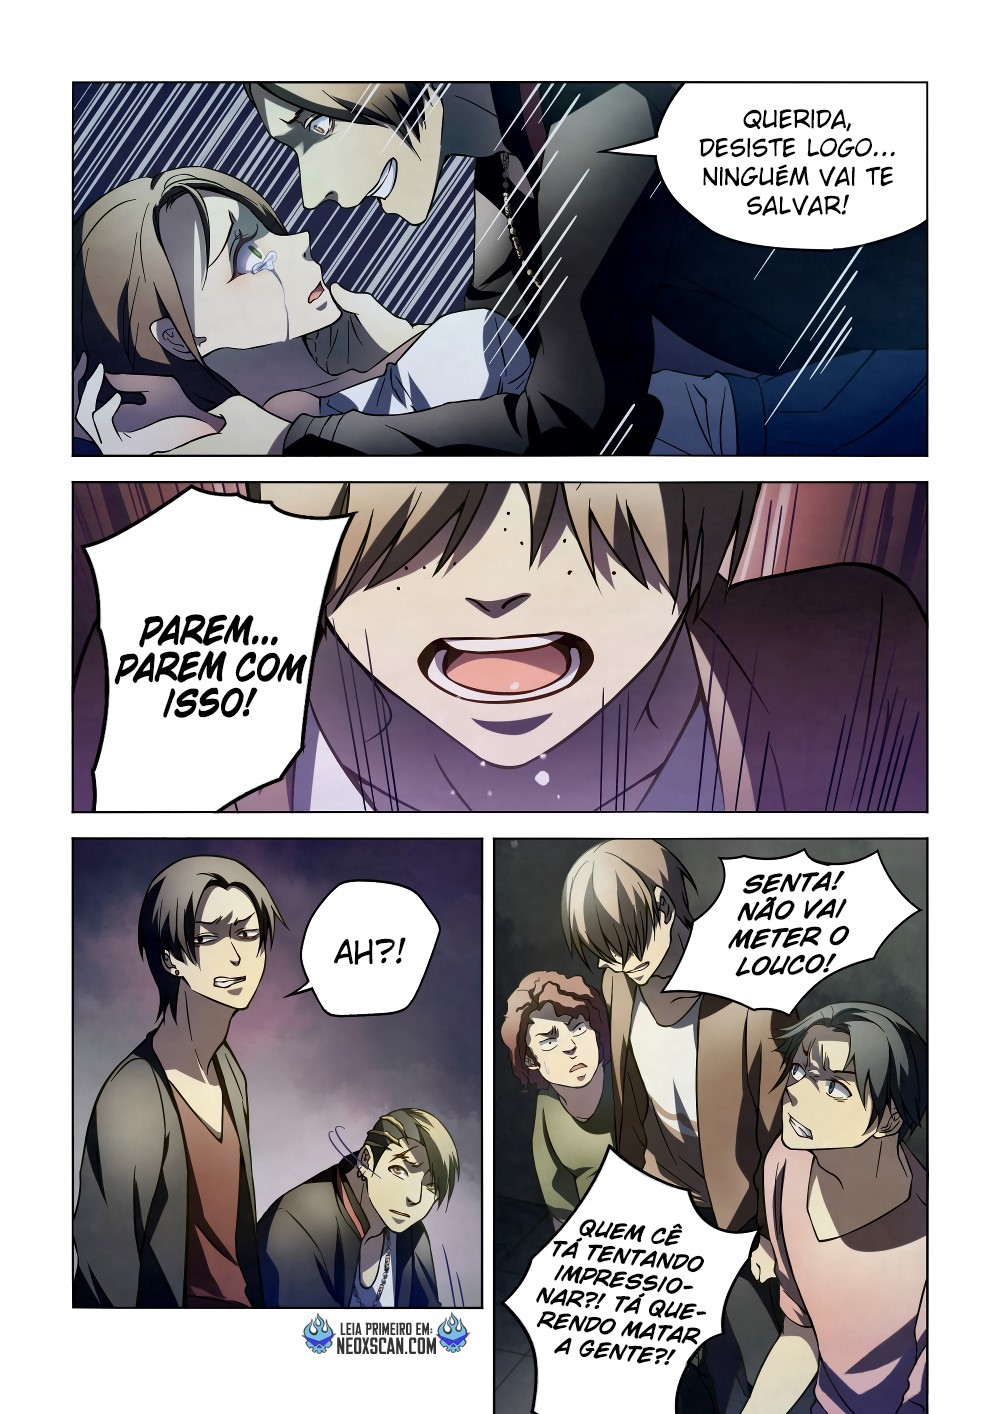 QUERIDA,
DESISTE LOGO...
NINGUÉM VAI TE
SALVAR!
PAREM...
PAREM COM
ISSO!
AH?!
SENTA!
NÃO VAI
METER O
LOUCO!
QUEM CÊ
TÁ TENTANDO
IMPRESSIO-
NAR?! TÁ QUE-
RENDO MATAR
A GENTE?!
LEIA PRIMEIRO EM:
NEOXSCAN.COM